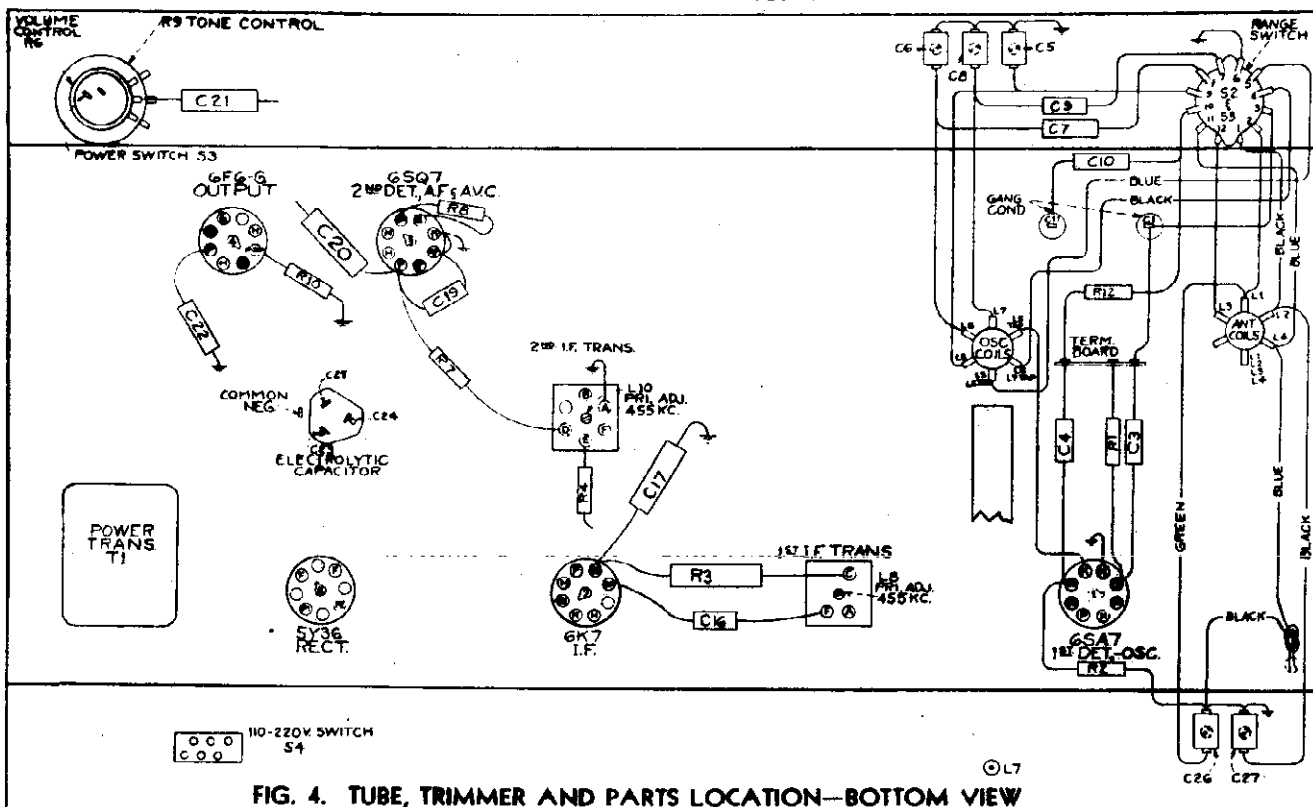 VOLUME
CONTROL
R6
R9 TONE CONTROL
C21
POWER SWITCH S3
C6
C8
C5
RANGE
SWITCH
S2
&
S3
C9
C7
C10
BLUE
BLACK
GANG
COND
6F6-G
OUTPUT
6SQ7
2ND DET., AF & A.V.C.
R8
C20
R10
C19
C22
R7
R12
L3
L1
L2
ANT
COILS
BLACK
BLUE
L7
OSC
COILS
TERM.
BOARD
2ND I.F. TRANS.
L10
PRI. ADJ.
455 KC.
COMMON
NEG.
C24
ELECTROLYTIC
CAPACITOR
R4
C17
C4
R1
C3
POWER
TRANS
T1
GREEN
BLUE
BLACK
1ST I.F. TRANS
R3
L8
PRI. ADJ.
455 KC.
C16
5Y3G
RECT.
6K7
I.F.
6SA7
1ST DET.-OSC.
R2
BLACK
110-220V. SWITCH
S4
L7
C26
C27
FIG. 4. TUBE, TRIMMER AND PARTS LOCATION—BOTTOM VIEW